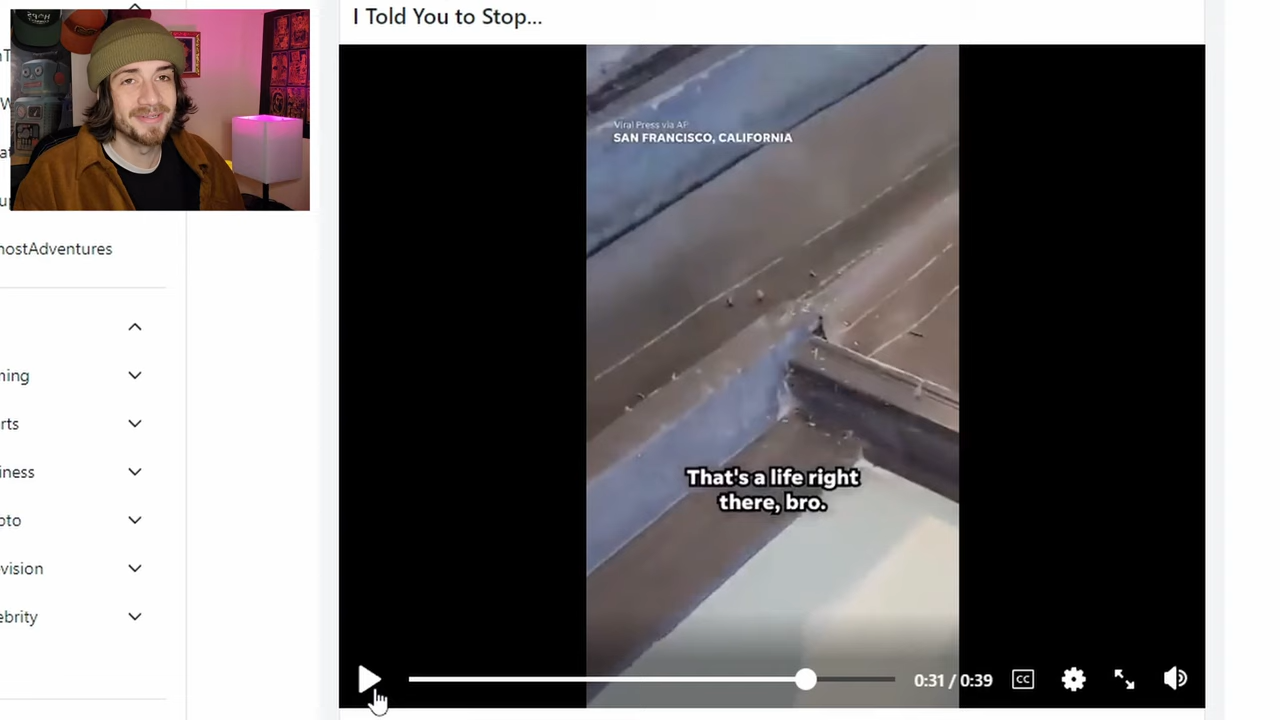 I Told You to Stop...
Viral Press via AP
SAN FRANCISCO, CALIFORNIA
That's a life right
there, bro.
0:31 / 0:39
CC
hostAdventures
ning
rts
iness
pto
vision
ebrity